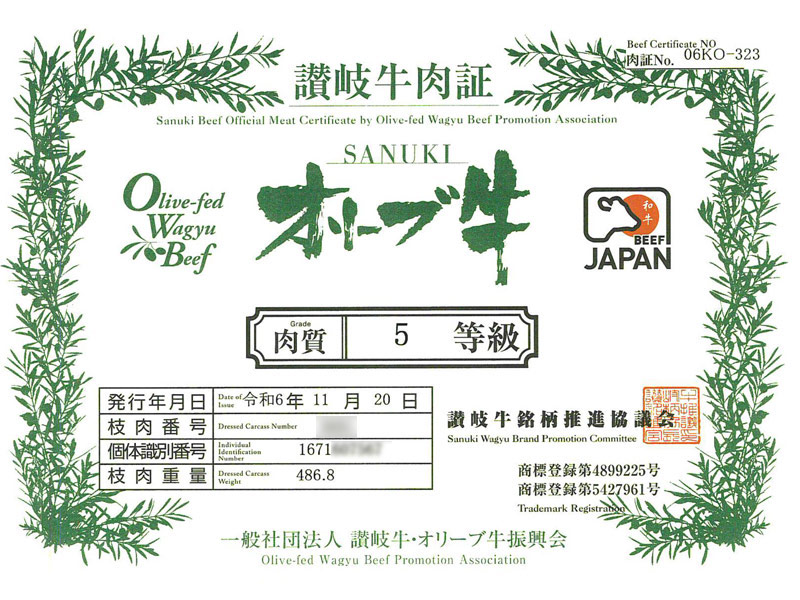 Beef Certificate NO
肉証No. 06KO-323
讃岐牛肉証
Sanuki Beef Official Meat Certificate by Olive-fed Wagyu Beef Promotion Association
SANUKI
オリーブ牛
Olive-fed
Wagyu
Beef
和牛
BEEF
JAPAN
Grade
肉質 5 等級
発行年月日 Date of Issue 令和6年 11 月 20 日
枝肉番号 Dressed Carcass Number
個体識別番号 Individual Identification Number 1671
枝肉重量 Dressed Carcass Weight 486.8
讃岐牛銘柄推進協議会
Sanuki Wagyu Brand Promotion Committee
商標登録第4899225号
商標登録第5427961号
Trademark Registration
一般社団法人 讃岐牛・オリーブ牛振興会
Olive-fed Wagyu Beef Promotion Association